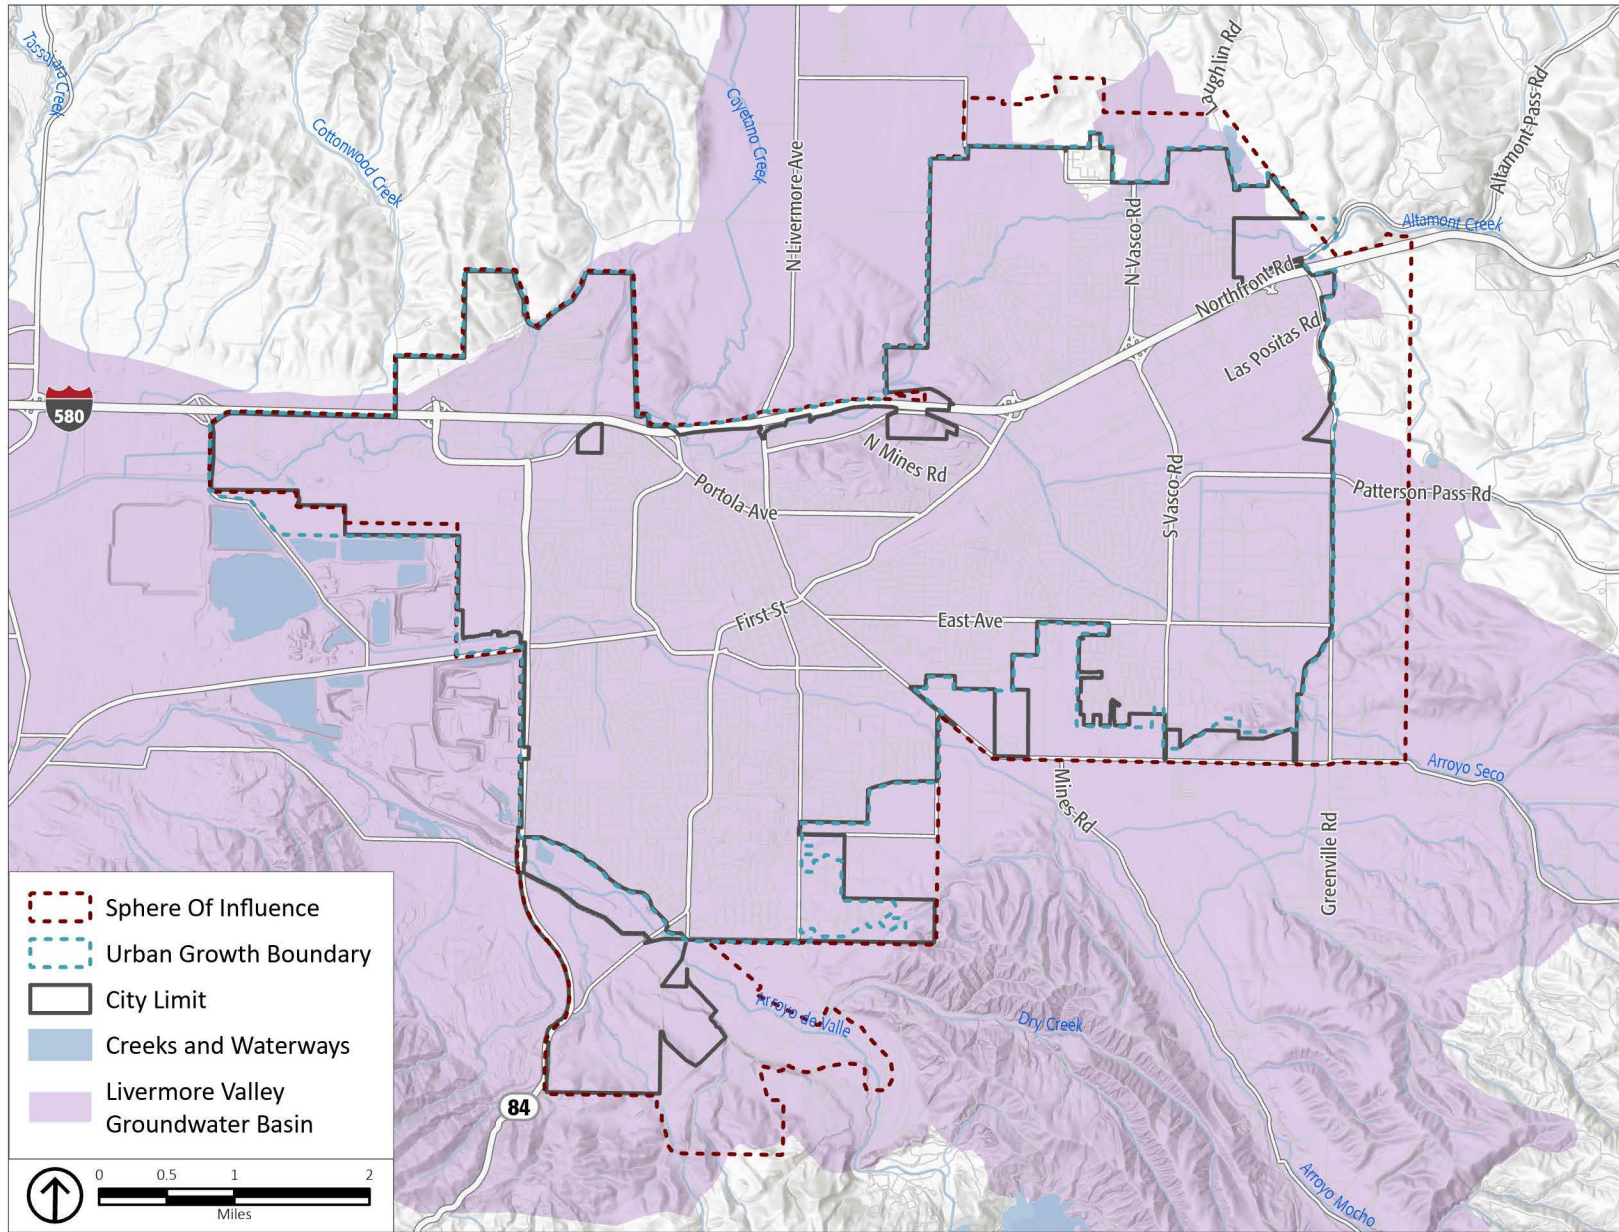 Tassajara Creek
Cottonwood Creek
Cayetano Creek
N Livermore Ave
aughlin Rd
Altamont Pass Rd
Altamont Creek
N Vasco Rd
Northfront Rd
Las Positas Rd
580
N Mines Rd
Portola Ave
S Vasco Rd
Patterson Pass Rd
First St
East Ave
Arroyo Seco
Mines Rd
Greenville Rd
Arroyo de Valle
Dry Creek
84
Arroyo Mocho
Sphere Of Influence
Urban Growth Boundary
City Limit
Creeks and Waterways
Livermore Valley
Groundwater Basin
0 0.5 1 2
Miles